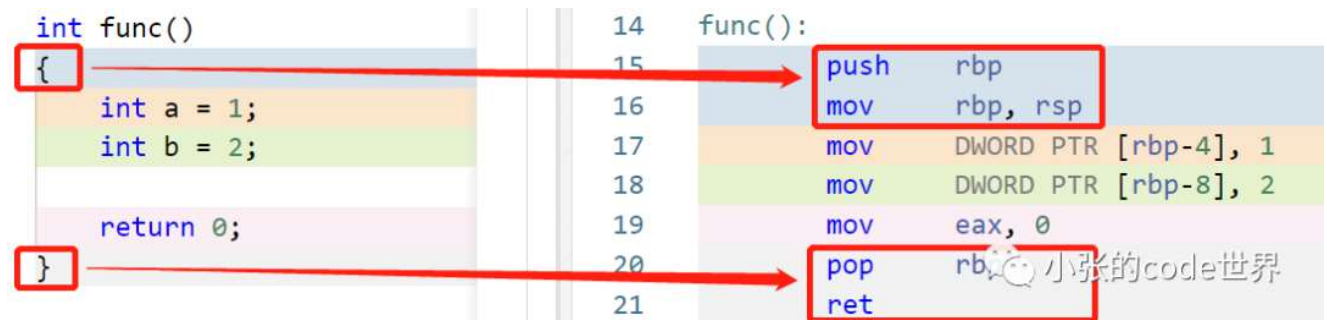 int func()
{
int a = 1;
int b = 2;
return 0;
}
14 func():
15 push rbp
16 mov rbp, rsp
17 mov DWORD PTR [rbp-4], 1
18 mov DWORD PTR [rbp-8], 2
19 mov eax, 0
20 pop
21 ret
小张的code世界